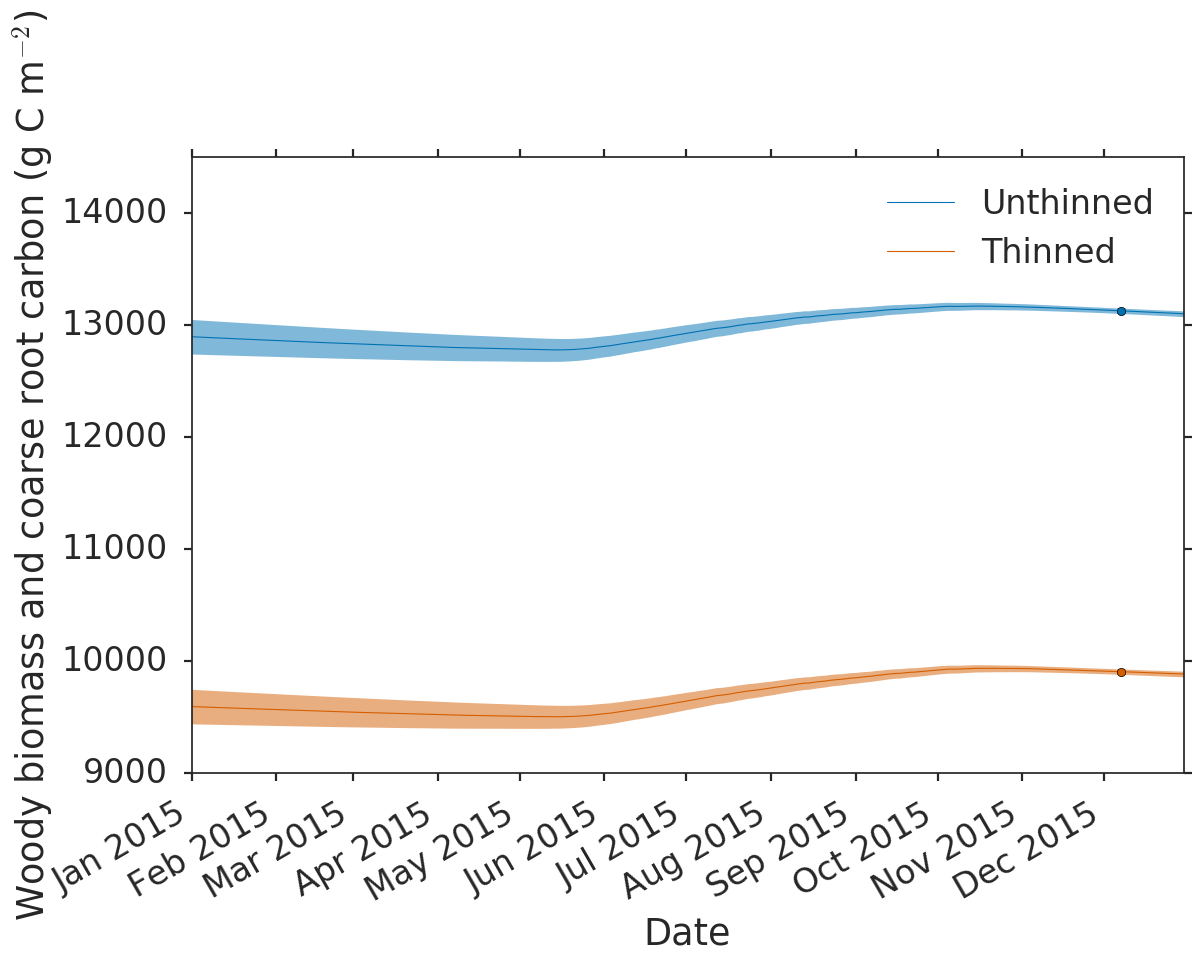 Woody biomass and coarse root carbon (g C m⁻²)
14000
13000
12000
11000
10000
9000
Unthinned
Thinned
Jan 2015
Feb 2015
Mar 2015
Apr 2015
May 2015
Jun 2015
Jul 2015
Aug 2015
Sep 2015
Oct 2015
Nov 2015
Dec 2015
Date